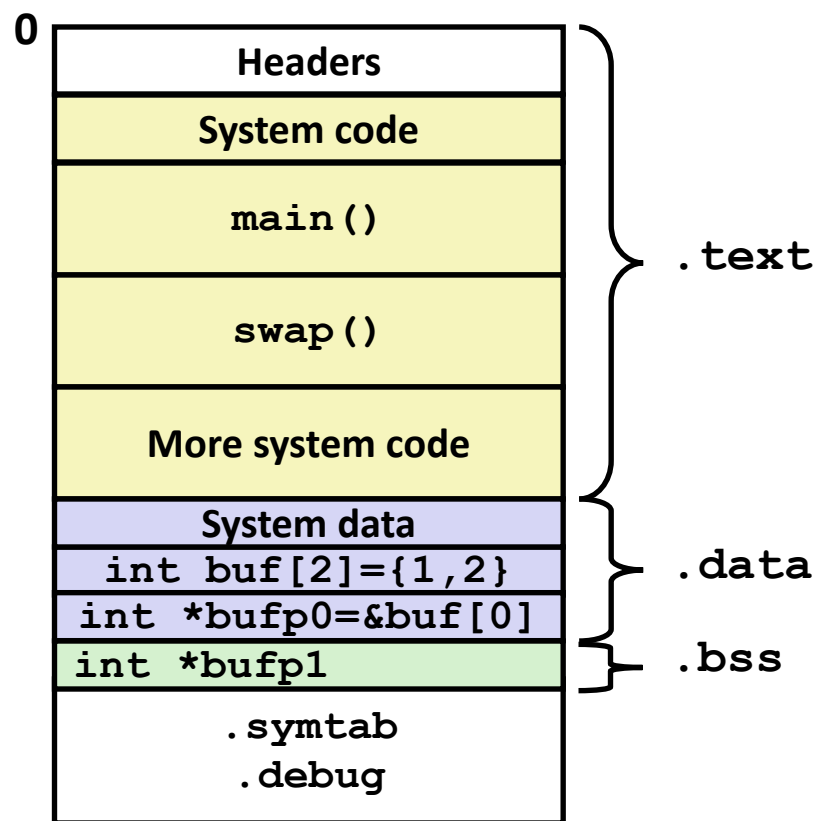 0
Headers
System code
main()
.text
swap()
More system code
System data
int buf[2]={1,2}
.data
int *bufp0=&buf[0]
int *bufp1
.bss
.symtab
.debug